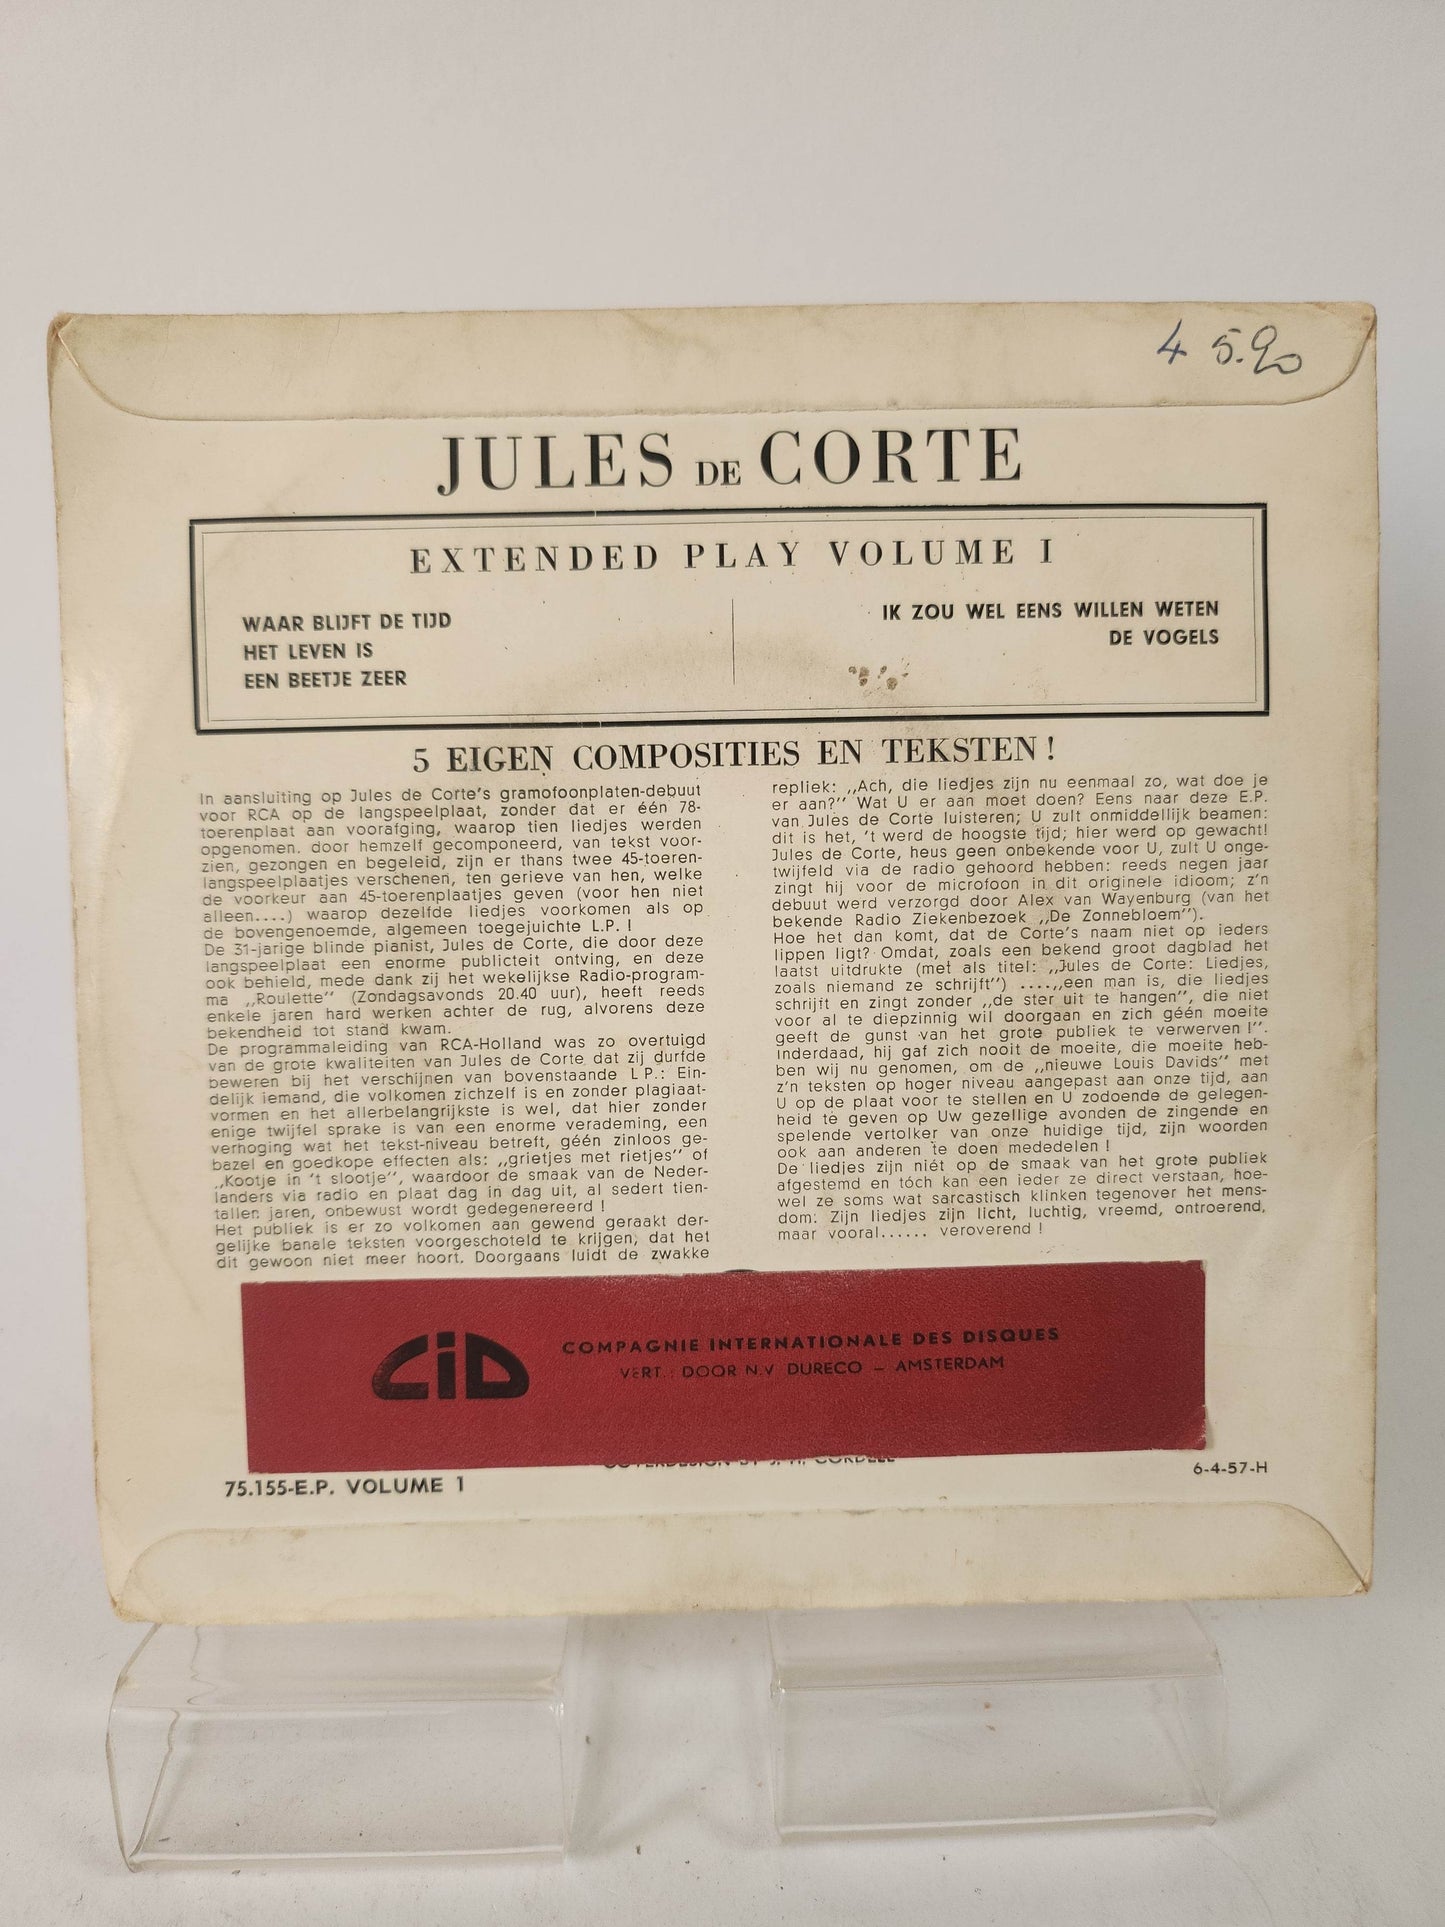 4 5.90
JULES DE CORTE
EXTENDED PLAY VOLUME I
WAAR BLIJFT DE TIJD
HET LEVEN IS
EEN BEETJE ZEER
IK ZOU WEL EENS WILLEN WETEN
DE VOGELS
5 EIGEN COMPOSITIES EN TEKSTEN!
In aansluiting op Jules de Corte's gramofoonplaten-debuut
voor RCA op de langspeelplaat, zonder dat er één 78-
toerenplaat aan voorafging, waarop tien liedjes werden
opgenomen. door hemzelf gecomponeerd, van tekst voor-
zien, gezongen en begeleid, zijn er thans twee 45-toeren-
langspeelplaatjes verschenen, ten gerieve van hen, welke
de voorkeur aan 45-toerenplaatjes geven (voor hen niet
alleen....) waarop dezelfde liedjes voorkomen als op
de bovengenoemde, algemeen toegejuichte L.P. !
De 31-jarige blinde pianist, Jules de Corte, die door deze
langspeelplaat een enorme publicteit ontving, en deze
ook behield, mede dank zij het wekelijkse Radio-program-
ma „Roulette” (Zondagsavonds 20.40 uur), heeft reeds
enkele jaren hard werken achter de rug, alvorens deze
bekendheid tot stand kwam.
De programmaleiding van RCA-Holland was zo overtuigd
van de grote kwaliteiten van Jules de Corte dat zij durfde
beweren bij het verschijnen van bovenstaande L P.: Ein-
delijk iemand, die volkomen zichzelf is en zonder plagiaat-
vormen en het allerbelangrijkste is wel, dat hier zonder
enige twijfel sprake is van een enorme verademing, een
verhoging wat het tekst-niveau betreft, géén zinloos ge-
bazel en goedkope effecten als: „grietjes met rietjes” of
„Kootje in 't slootje”, waardoor de smaak van de Neder-
landers via radio en plaat dag in dag uit, al sedert tien-
tallen jaren, onbewust wordt gedegenereerd !
Het publiek is er zo volkomen aan gewend geraakt der-
gelijke banale teksten voorgeschoteld te krijgen, dat het
dit gewoon niet meer hoort. Doorgaans luidt de zwakke
repliek: „Ach, die liedjes zijn nu eenmaal zo, wat doe je
er aan?” Wat U er aan moet doen? Eens naar deze E.P.
van Jules de Corte luisteren; U zult onmiddellijk beamen:
dit is het, 't werd de hoogste tijd; hier werd op gewacht!
Jules de Corte, heus geen onbekende voor U, zult U onge-
twijfeld via de radio gehoord hebben: reeds negen jaar
zingt hij voor de microfoon in dit originele idioom; z'n
debuut werd verzorgd door Alex van Wayenburg (van het
bekende Radio Ziekenbezoek „De Zonnebloem”).
Hoe het dan komt, dat de Corte's naam niet op ieders
lippen ligt? Omdat, zoals een bekend groot dagblad het
laatst uitdrukte (met als titel: „Jules de Corte: Liedjes,
zoals niemand ze schrijft”) ....„een man is, die liedjes
schrijft en zingt zonder „de ster uit te hangen”, die niet
voor al te diepzinnig wil doorgaan en zich géén moeite
geeft de gunst van het grote publiek te verwerven !”.
Inderdaad, hij gaf zich nooit de moeite, die moeite heb-
ben wij nu genomen, om de „nieuwe Louis Davids” met
z'n teksten op hoger niveau aangepast aan onze tijd, aan
U op de plaat voor te stellen en U zodoende de gelegen-
heid te geven op Uw gezellige avonden de zingende en
spelende vertolker van onze huidige tijd, zijn woorden
ook aan anderen te doen mededelen !
De liedjes zijn niét op de smaak van het grote publiek
afgestemd en tóch kan een ieder ze direct verstaan, hoe-
wel ze soms wat sarcastisch klinken tegenover het mens-
dom: Zijn liedjes zijn licht, luchtig, vreemd, ontroerend,
maar vooral...... veroverend !
CID
COMPAGNIE INTERNATIONALE DES DISQUES
VERT. : DOOR N.V DURECO – AMSTERDAM
COVERDESIGN BY J. H. CORDELL
75.155-E.P. VOLUME 1
6-4-57-H